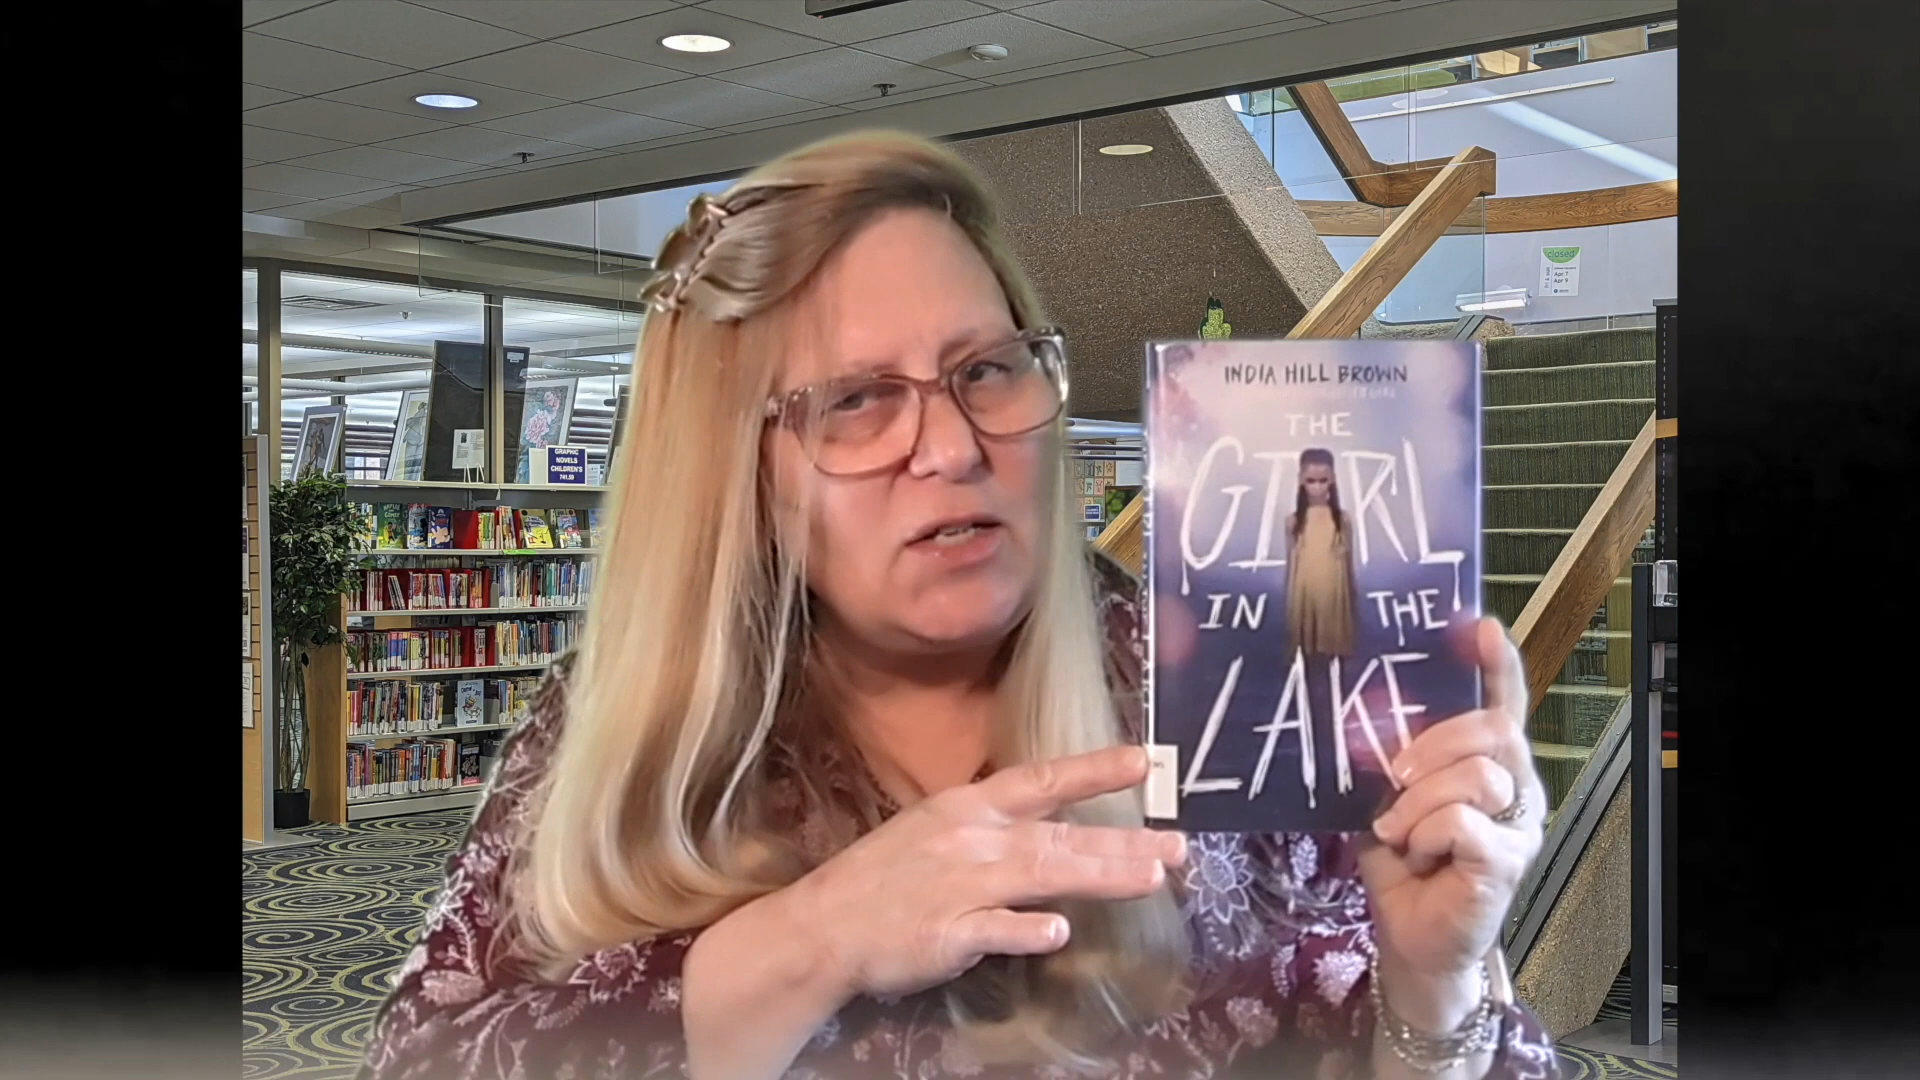 INDIA HILL BROWN
THE
GIRL
IN THE
LAKE
GRAPHIC
NOVELS
CHILDREN'S
741.59
closed
Apr 7
Apr 9